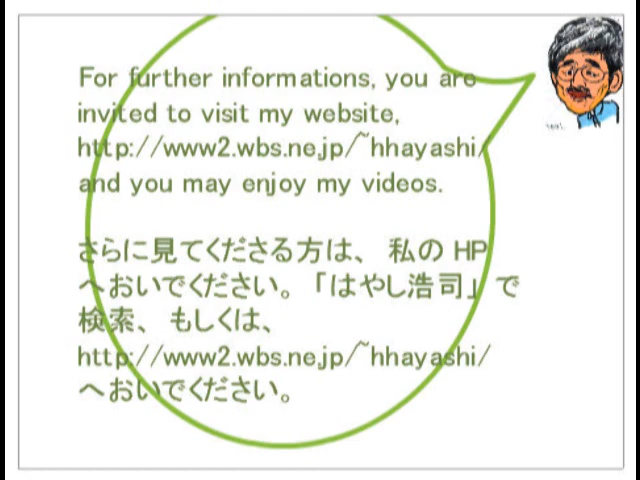 For further informations, you are
invited to visit my website,
http://www2.wbs.ne.jp/~hhayashi/
and you may enjoy my videos.
さらに見てくださる方は、 私の HP
へおいでください。「はやし浩司」で
検索、 もしくは、
http://www2.wbs.ne.jp/~hhayashi/
へおいでください。